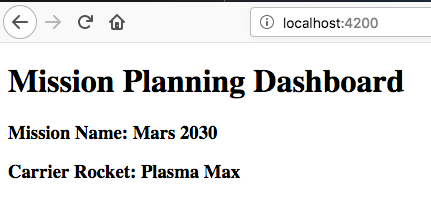 localhost:4200
Mission Planning Dashboard
Mission Name: Mars 2030
Carrier Rocket: Plasma Max